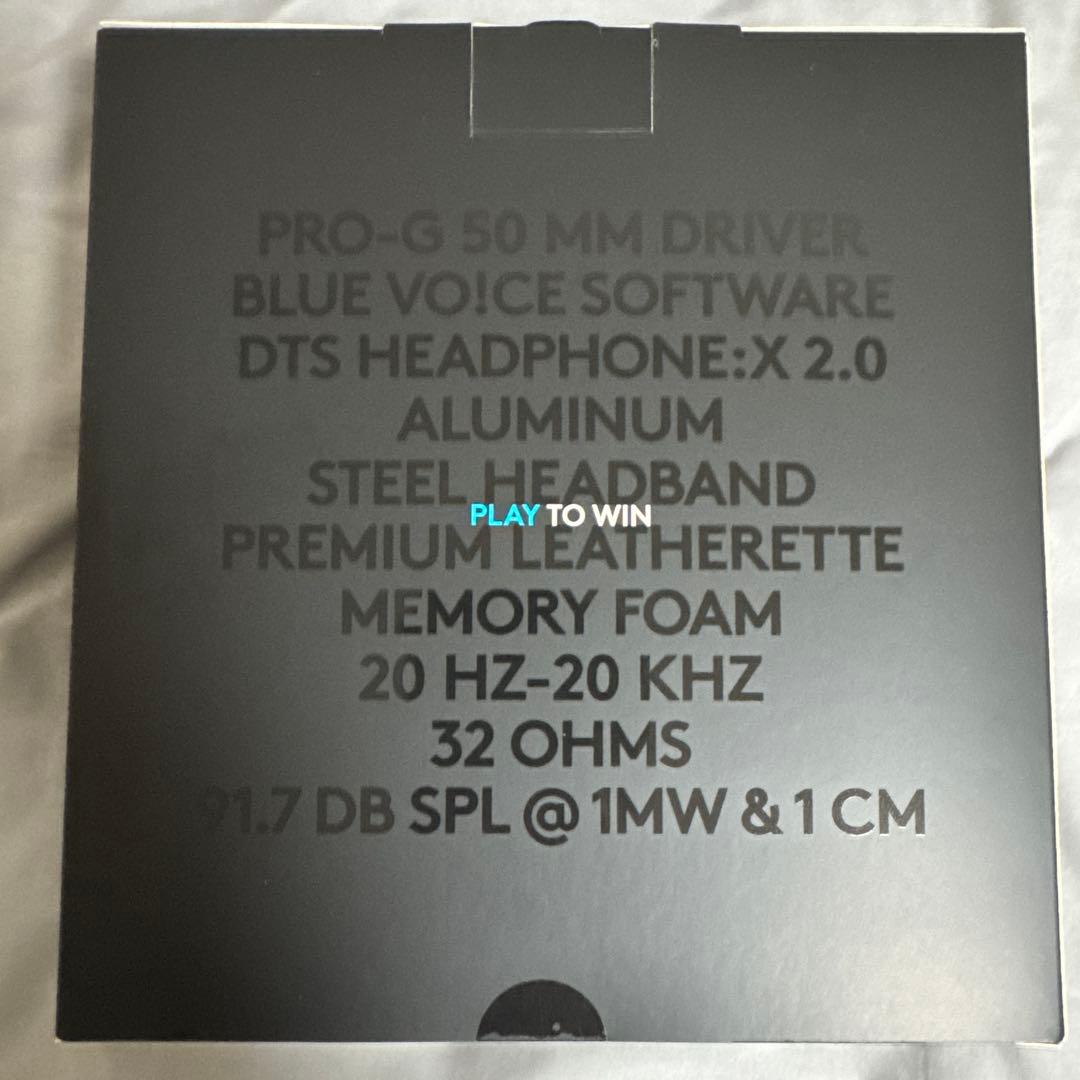 PRO-G 50 MM DRIVER
BLUE VO!CE SOFTWARE
DTS HEADPHONE:X 2.0
ALUMINUM
STEEL HEADBAND
PLAY TO WIN
PREMIUM LEATHERETTE
MEMORY FOAM
20 HZ-20 KHZ
32 OHMS
91.7 DB SPL @ 1MW & 1 CM